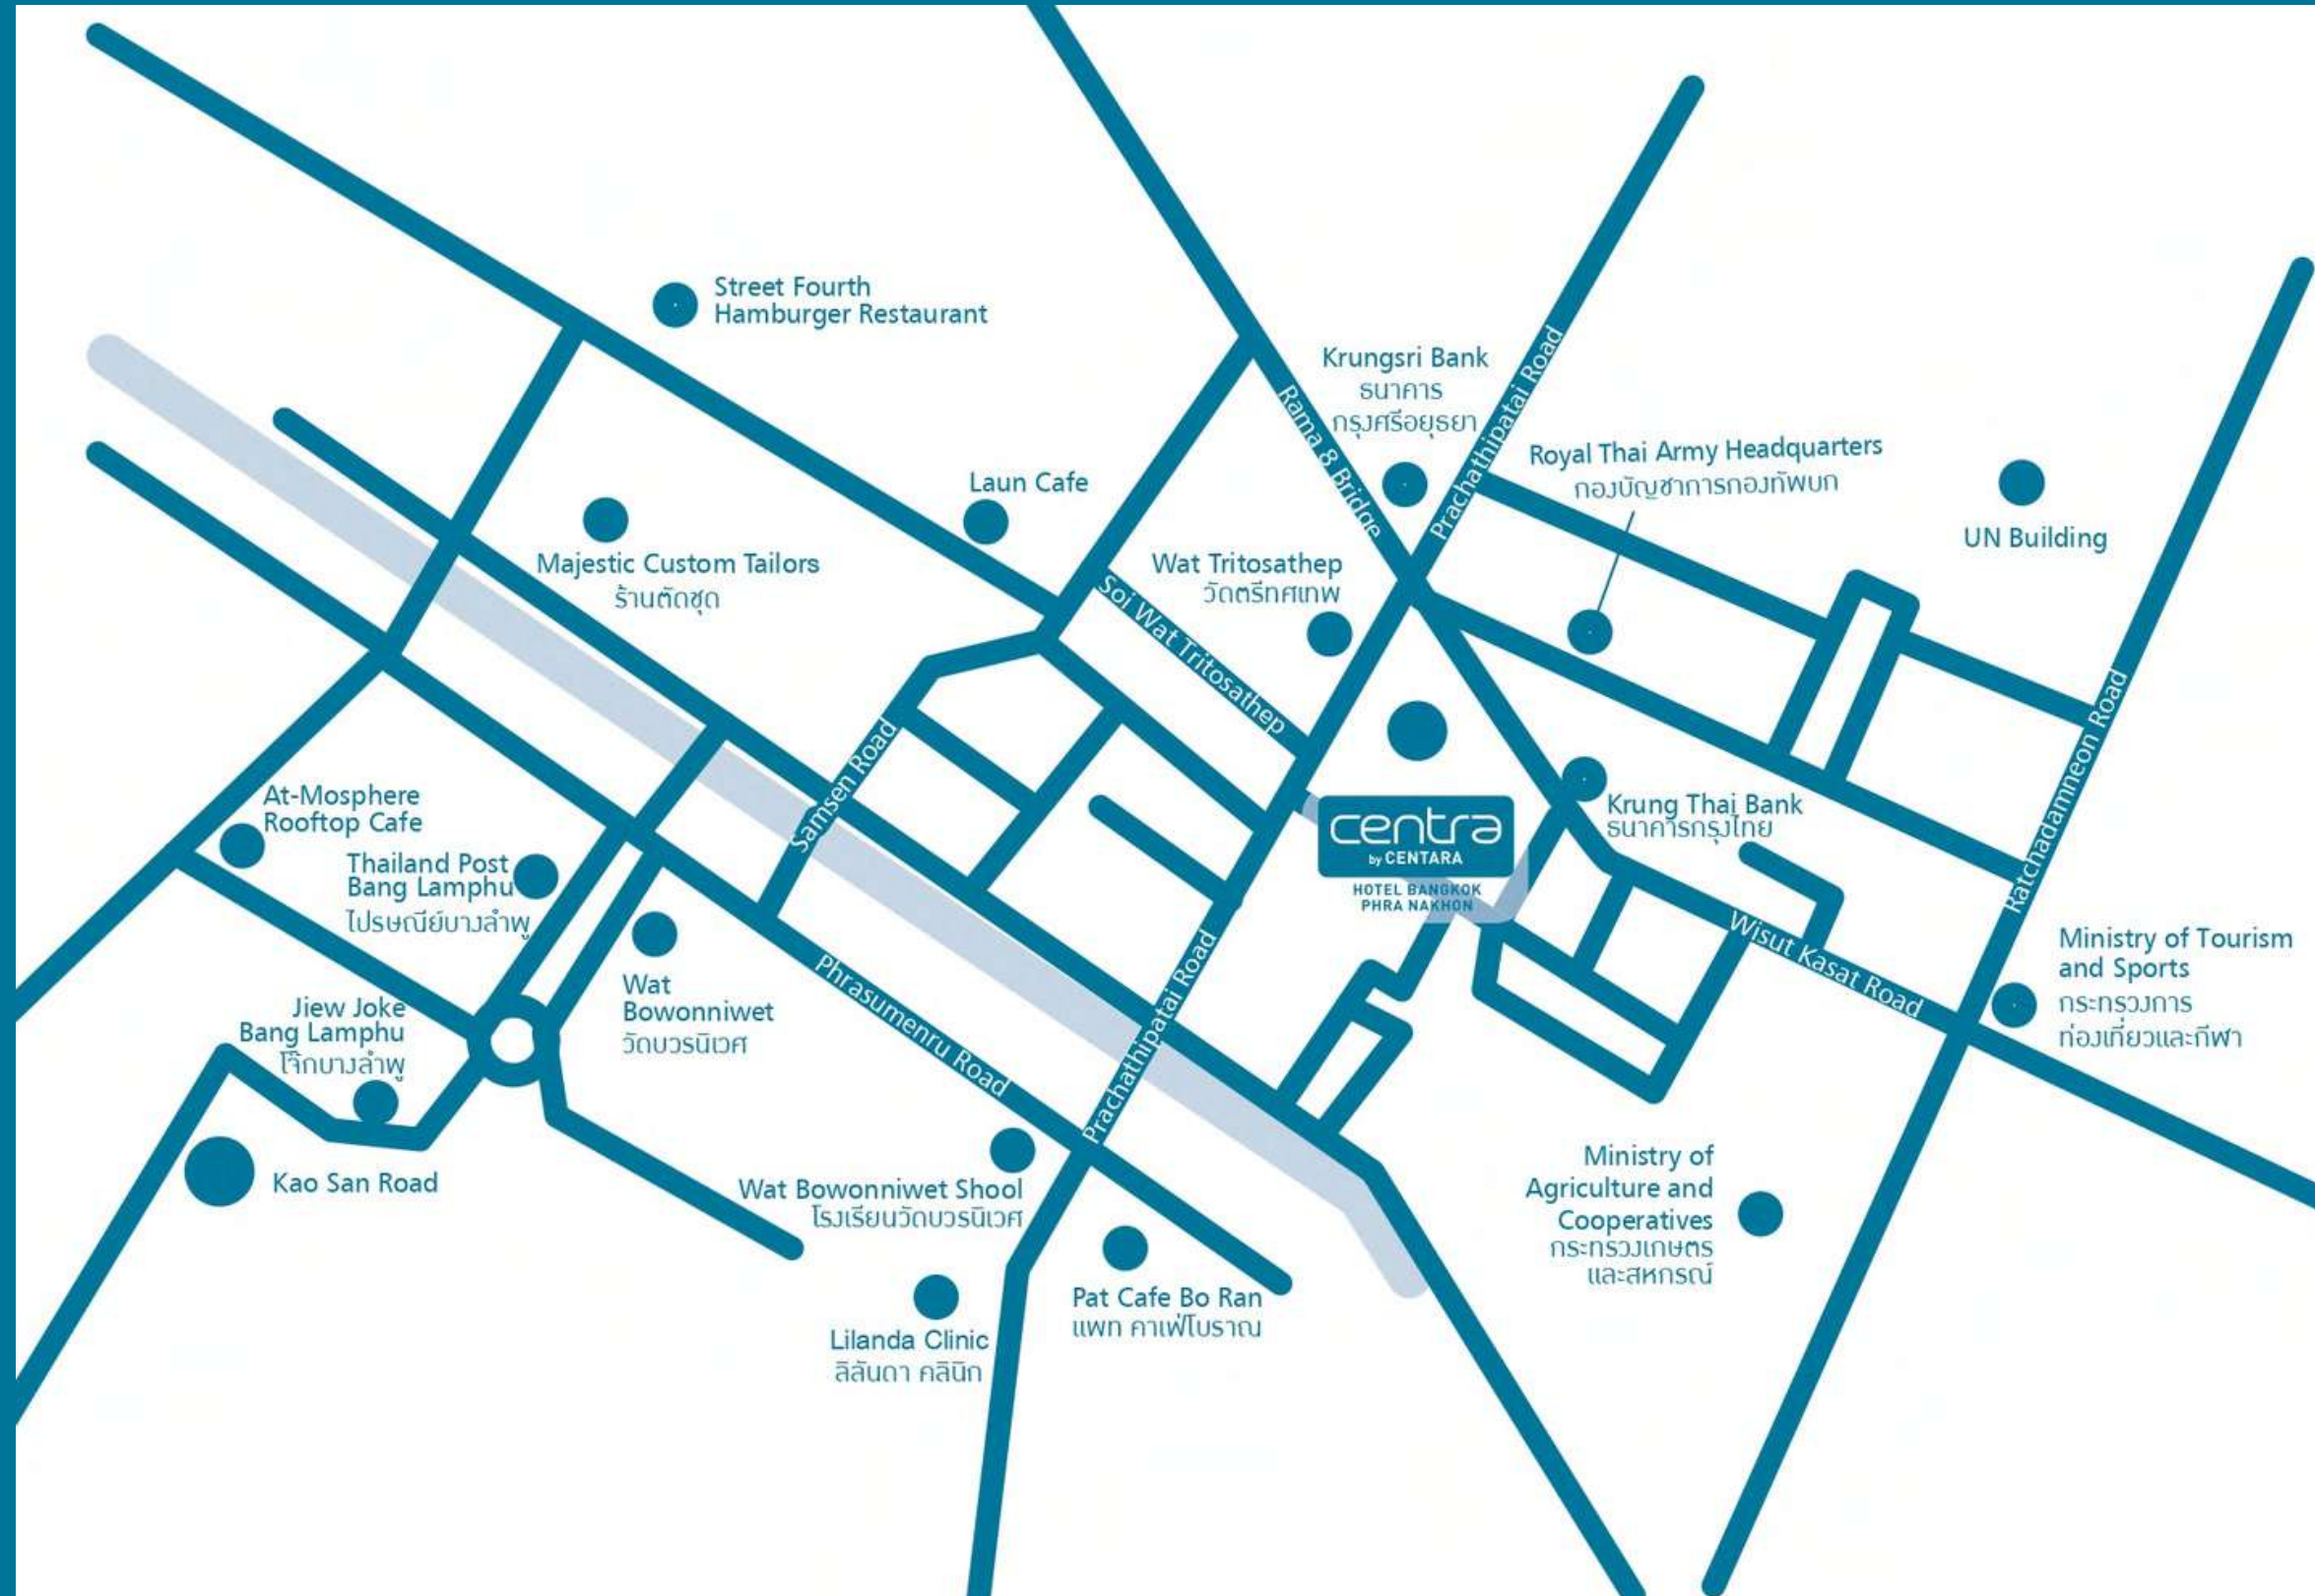 Street Fourth
Hamburger Restaurant
Krungsri Bank
ธนาคาร
กรุงศรีอยุธยา
Rama 8 Bridge
Prachathipatai Road
Royal Thai Army Headquarters
กองบัญชาการกองทัพบก
UN Building
Laun Cafe
Majestic Custom Tailors
ร้านตัดชุด
Wat Tritosathep
วัดตรีทศเทพ
Soi Wat Tritosathep
Samsen Road
Ratchadamneon Road
At-Mosphere
Rooftop Cafe
Thailand Post
Bang Lamphu
ไปรษณีย์บางลำพู
centra
by CENTARA
HOTEL BANGKOK
PHRA NAKHON
Krung Thai Bank
ธนาคารกรุงไทย
Wisut Kasat Road
Ministry of Tourism
and Sports
กระทรวงการ
ท่องเที่ยวและกีฬา
Jiew Joke
Bang Lamphu
โจ๊กบางลำพู
Wat
Bowonniwet
วัดบวรนิเวศ
Phrasumenru Road
Prachathipatai Road
Kao San Road
Wat Bowonniwet Shool
โรงเรียนวัดบวรนิเวศ
Ministry of
Agriculture and
Cooperatives
กระทรวงเกษตร
และสหกรณ์
Lilanda Clinic
ลิลันดา คลินิก
Pat Cafe Bo Ran
แพท คาเฟ่โบราณ